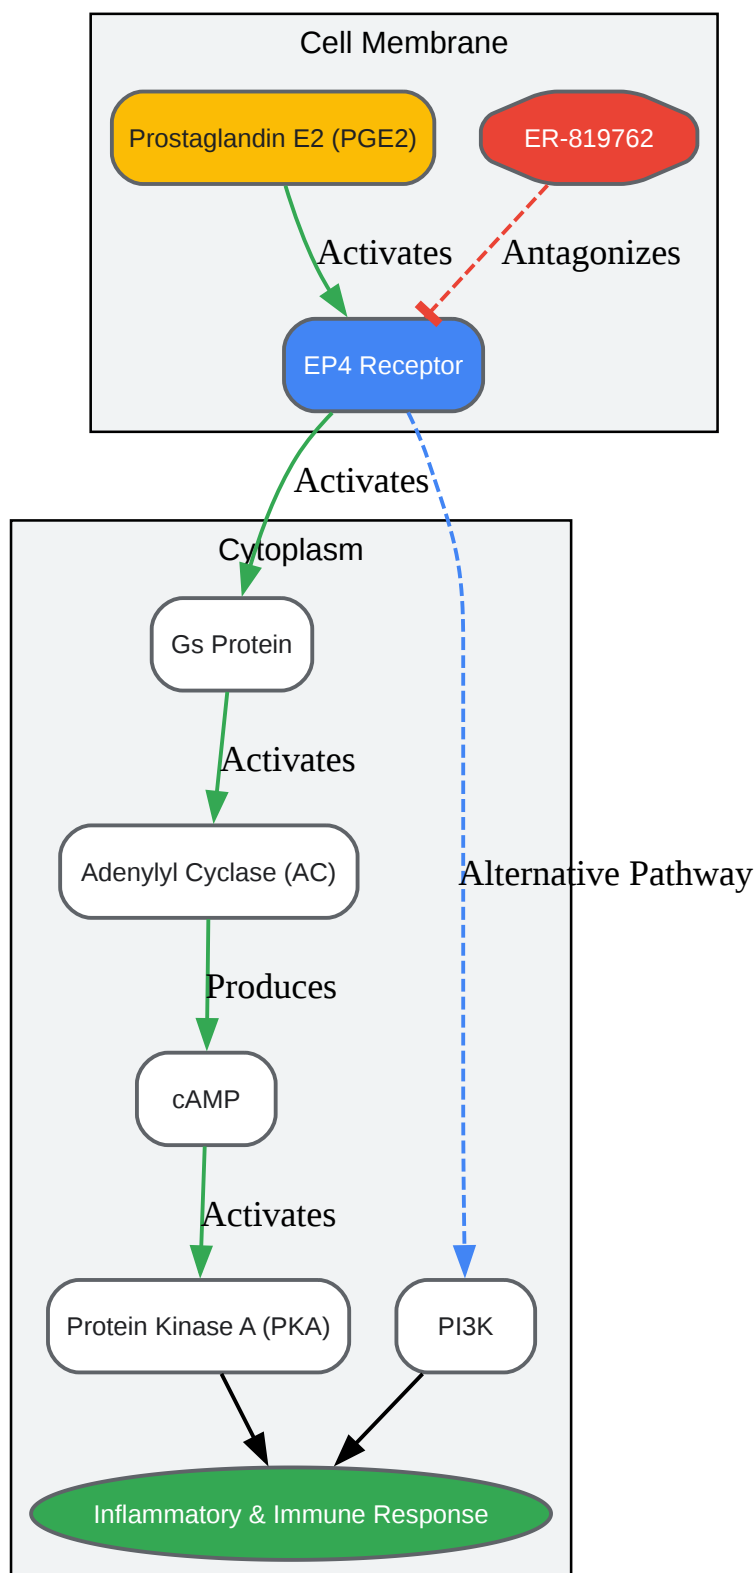 Cell Membrane
Prostaglandin E2 (PGE2)
ER-819762
Activates
Antagonizes
EP4 Receptor
Activates
Cytoplasm
Gs Protein
Activates
Adenylyl Cyclase (AC)
Alternative Pathway
Produces
cAMP
Activates
Protein Kinase A (PKA)
PI3K
Inflammatory & Immune Response